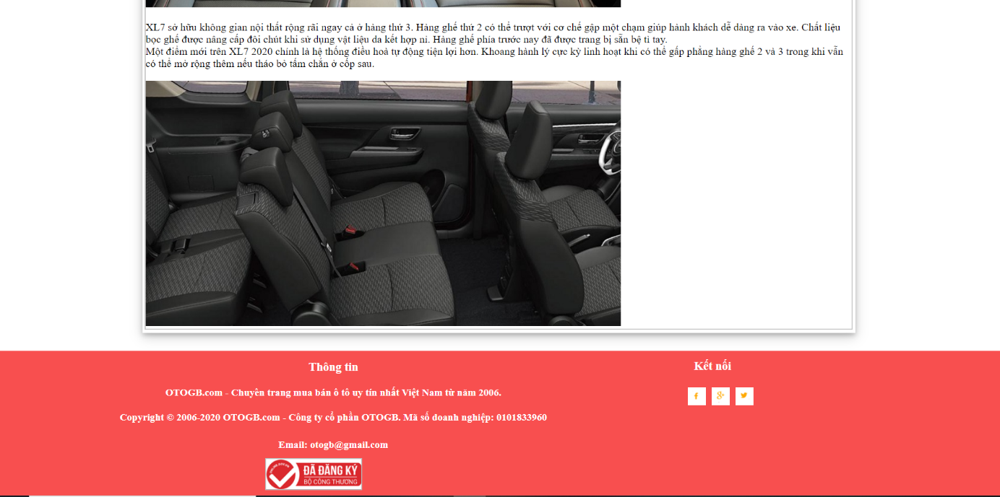 XL7 sở hữu không gian nội thất rộng rãi ngay cả ở hàng thứ 3. Hàng ghế thứ 2 có thể trượt với cơ chế gập một chạm giúp hành khách dễ dàng ra vào xe. Chất liệu
bọc ghế được nâng cấp đôi chút khi sử dụng vật liệu da kết hợp nỉ. Hàng ghế phía trước nay đã được trang bị sẵn bệ tì tay.
Một điểm mới trên XL7 2020 chính là hệ thống điều hoà tự động tiện lợi hơn. Khoang hành lý cực kỳ linh hoạt khi có thể gấp phẳng hàng ghế 2 và 3 trong khi vẫn
có thể mở rộng thêm nếu tháo bỏ tấm chắn ở cốp sau.
Thông tin
OTOGB.com - Chuyên trang mua bán ô tô uy tín nhất Việt Nam từ năm 2006.
Copyright © 2006-2020 OTOGB.com - Công ty cổ phần OTOGB. Mã số doanh nghiệp: 0101833960
Email: otogb@gmail.com
ĐÃ ĐĂNG KÝ
BỘ CÔNG THƯƠNG
Kết nối